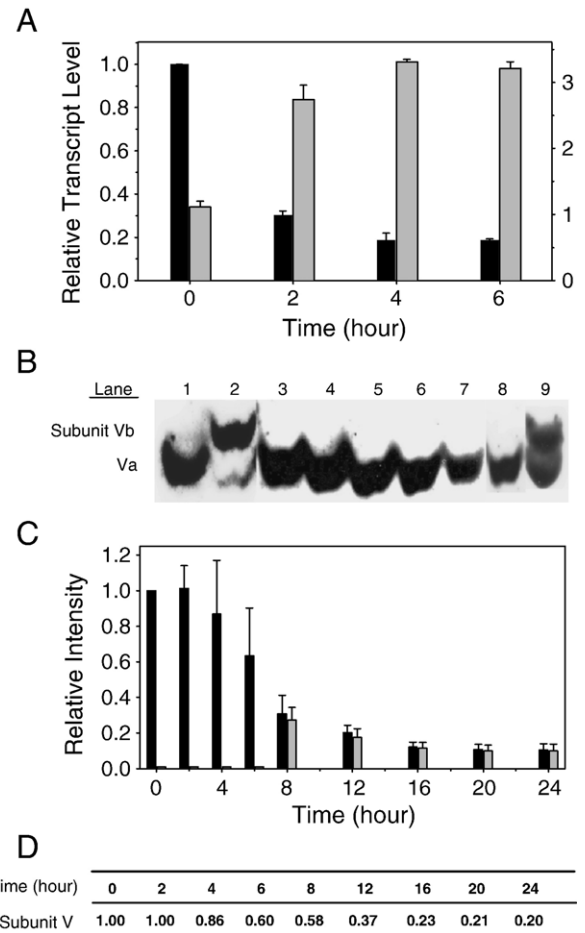 A
Relative Transcript Level
1.0
0.8
0.6
0.4
0.2
0.0
3
2
1
0
0 2 4 6
Time (hour)
B
Lane 1 2 3 4 5 6 7 8 9
Subunit Vb
Va
C
Relative Intensity
1.2
1.0
0.8
0.6
0.4
0.2
0.0
0 4 8 12 16 20 24
Time (hour)
D
ime (hour) 0 2 4 6 8 12 16 20 24
Subunit V 1.00 1.00 0.86 0.60 0.58 0.37 0.23 0.21 0.20